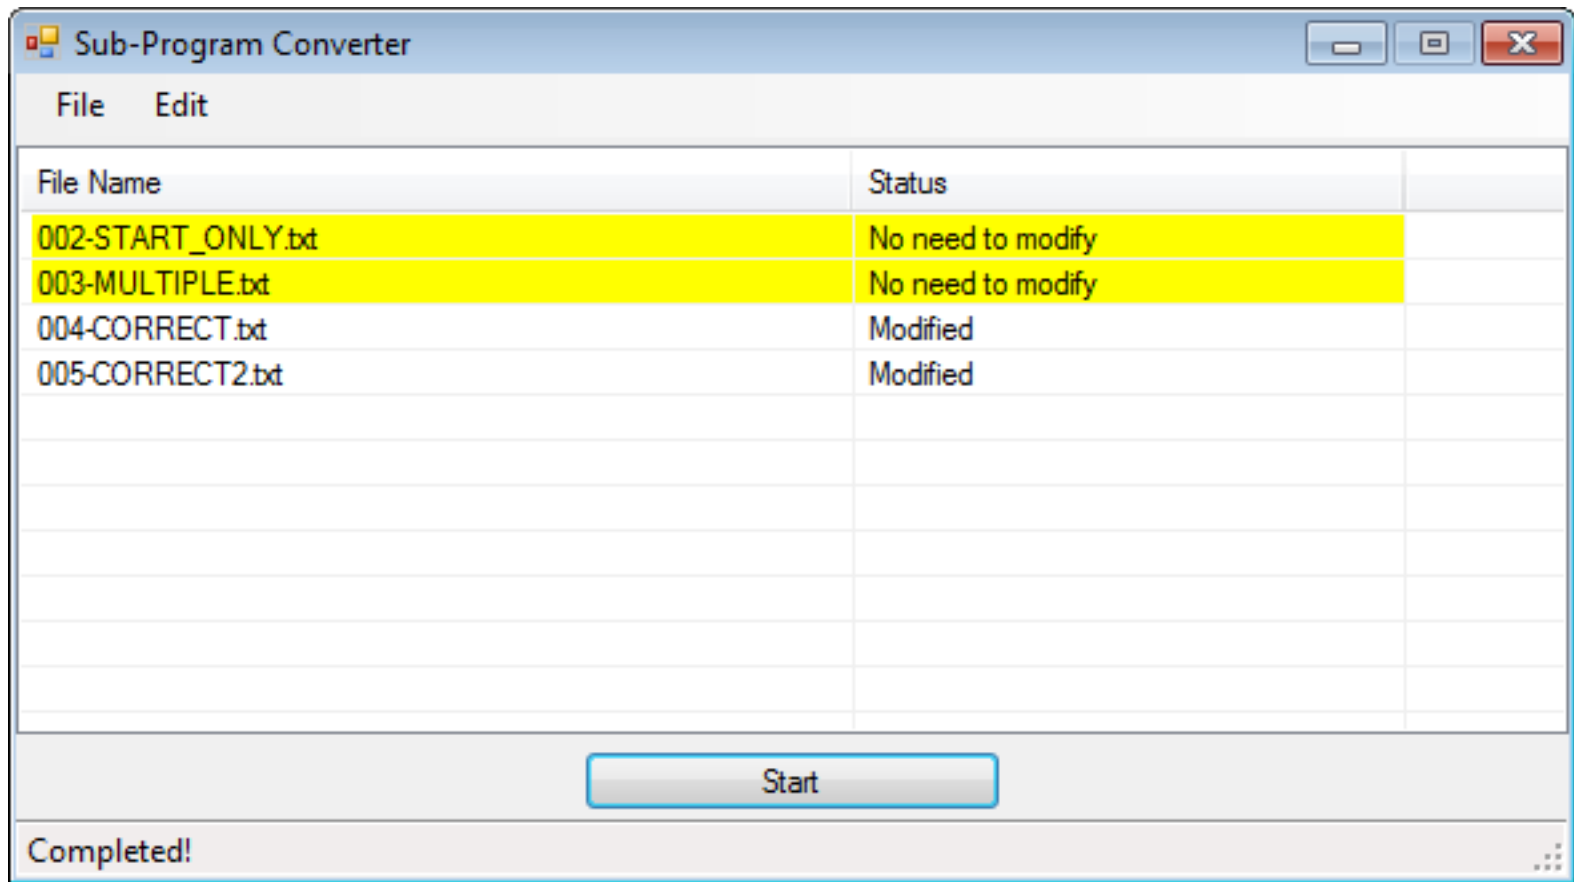 Sub-Program Converter
File Edit
File Name Status
002-START_ONLY.txt No need to modify
003-MULTIPLE.txt No need to modify
004-CORRECT.txt Modified
005-CORRECT2.txt Modified
Start
Completed!